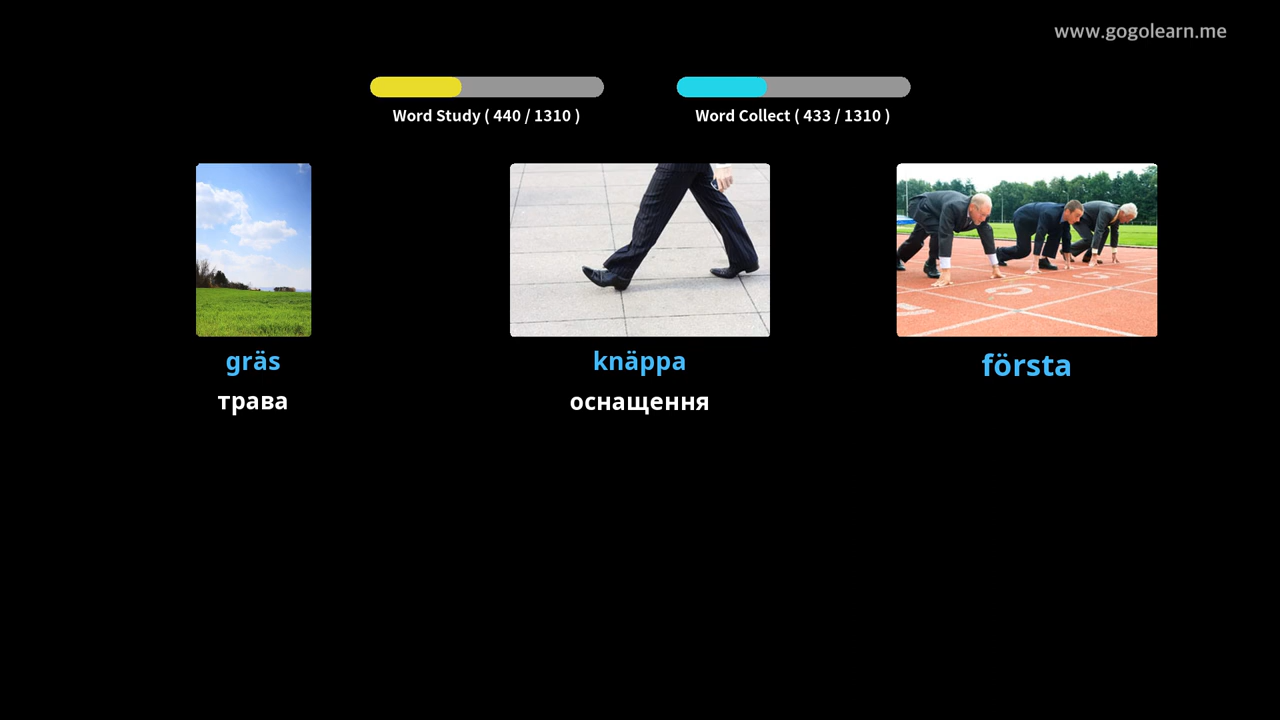 www.gogolearn.me
Word Study ( 440 / 1310 )
Word Collect ( 433 / 1310 )
gräs
трава
knäppa
оснащення
första